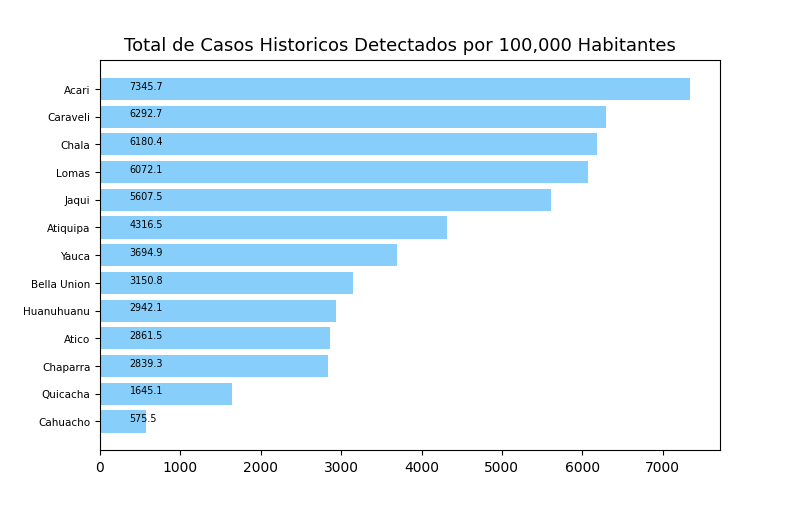 Total de Casos Historicos Detectados por 100,000 Habitantes
Acari 7345.7
Caraveli 6292.7
Chala 6180.4
Lomas 6072.1
Jaqui 5607.5
Atiquipa 4316.5
Yauca 3694.9
Bella Union 3150.8
Huanuhuanu 2942.1
Atico 2861.5
Chaparra 2839.3
Quicacha 1645.1
Cahuacho 575.5
0 1000 2000 3000 4000 5000 6000 7000